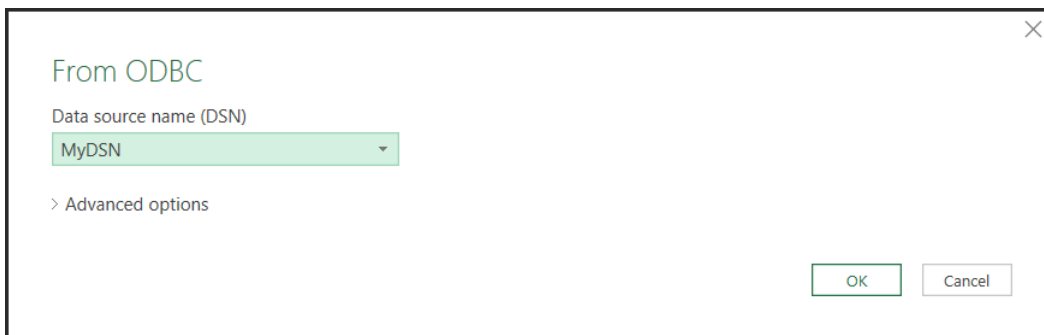 From ODBC
Data source name (DSN)
MyDSN
Advanced options
OK Cancel